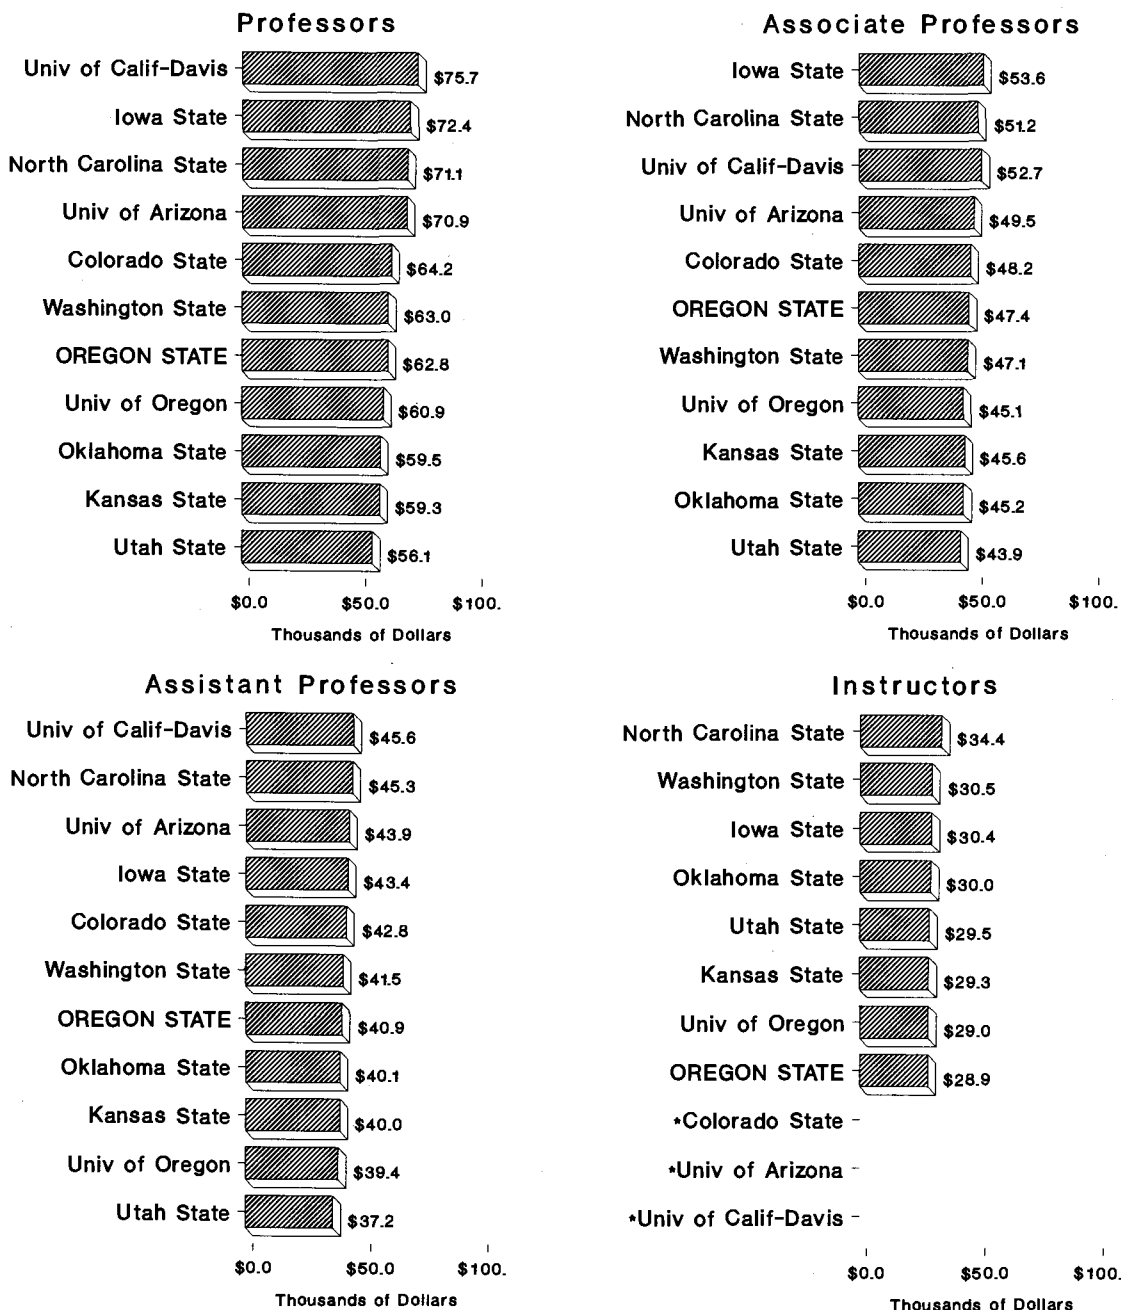 Professors
Univ of Calif-Davis $75.7
Iowa State $72.4
North Carolina State $71.1
Univ of Arizona $70.9
Colorado State $64.2
Washington State $63.0
OREGON STATE $62.8
Univ of Oregon $60.9
Oklahoma State $59.5
Kansas State $59.3
Utah State $56.1
$0.0 $50.0 $100.
Thousands of Dollars
Associate Professors
Iowa State $53.6
North Carolina State $51.2
Univ of Calif-Davis $52.7
Univ of Arizona $49.5
Colorado State $48.2
OREGON STATE $47.4
Washington State $47.1
Univ of Oregon $45.1
Kansas State $45.6
Oklahoma State $45.2
Utah State $43.9
$0.0 $50.0 $100.
Thousands of Dollars
Assistant Professors
Univ of Calif-Davis $45.6
North Carolina State $45.3
Univ of Arizona $43.9
Iowa State $43.4
Colorado State $42.8
Washington State $41.5
OREGON STATE $40.9
Oklahoma State $40.1
Kansas State $40.0
Univ of Oregon $39.4
Utah State $37.2
$0.0 $50.0 $100.
Thousands of Dollars
Instructors
North Carolina State $34.4
Washington State $30.5
Iowa State $30.4
Oklahoma State $30.0
Utah State $29.5
Kansas State $29.3
Univ of Oregon $29.0
OREGON STATE $28.9
*Colorado State
*Univ of Arizona
*Univ of Calif-Davis
$0.0 $50.0 $100.
Thousands of Dollars